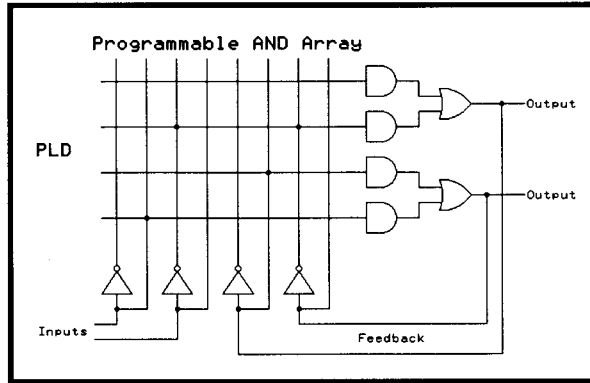 Programmable AND Array
Output
PLD
Output
Inputs
Feedback